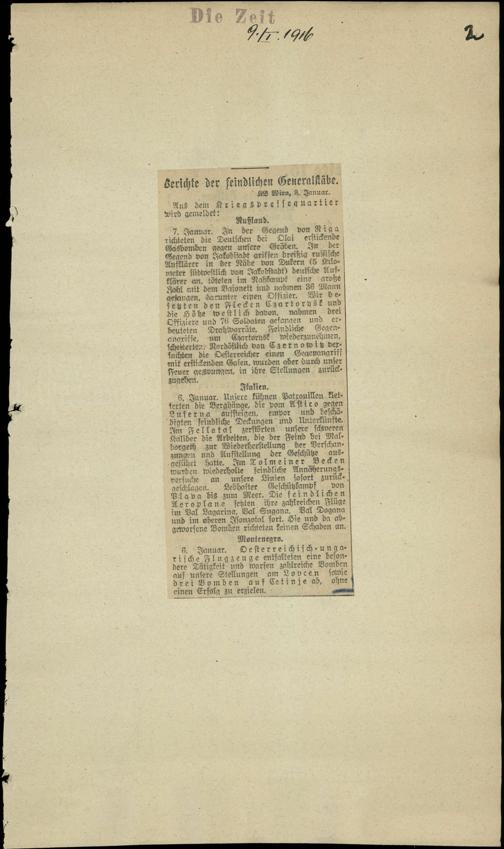 Die Zeit
9./I. 1916
2
Berichte der feindlichen Generalstäbe.
KB Wien, 8. Januar.
Aus dem Kriegspressequartier
wird gemeldet:
Rußland.
7. Januar. In der Gegend von Riga
richteten die Deutschen bei Olai erstickende
Gasbomben gegen unsere Gräben. In der
Gegend von Jakobstadt griffen dreißig russische
Aufklärer in der Nähe von Dukern (5 Kilo-
meter südwestlich von Jakobstadt) deutsche Auf-
klärer an, töteten im Nahkampf eine große
Zahl mit dem Bajonett und nahmen 36 Mann
gefangen, darunter einen Offizier. Wir be-
setzten den Flecken Czartorysk und
die Höhe westlich davon, nahmen drei
Offiziere und 76 Soldaten gefangen und er-
beuteten Drahtvorräte. Feindliche Gegen-
angriffe, um Czartorysk wiederzunehmen,
scheiterten. Nordöstlich von Czernowitz ver-
suchten die Oesterreicher einen Gegenangriff
mit erstickenden Gasen, wurden aber durch unser
Feuer gezwungen, in ihre Stellungen zurück-
zugehen.
Italien.
6. Januar. Unsere kühnen Patrouillen klet-
terten die Berghänge, die vom Astico gegen
Luserna aufsteigen, empor und beschä-
digten feindliche Deckungen und Unterkünfte.
Im Fellatal zerstörten unsere schweren
Kaliber die Arbeiten, die der Feind bei Mal-
borgeth zur Wiederherstellung der Verschan-
zungen und Aufstellung der Geschütze aus-
geführt hatte. Im Tolmeiner Becken
wurden wiederholte feindliche Annäherungs-
versuche an unsere Linien sofort zurück-
geschlagen. Lebhafter Geschützkampf von
Plava bis zum Meer. Die feindlichen
Aeroplane setzten ihre zahlreichen Flüge
im Val Lagarina, Val Sugana, Val Dogana
und im oberen Isonzotal fort. Hie und da ab-
geworfene Bomben richteten keinen Schaden an.
Montenegro.
6. Januar. Oesterreichisch-unga-
rische Flugzeuge entfalteten eine beson-
dere Tätigkeit und warfen zahlreiche Bomben
auf unsere Stellungen am Lovcen sowie
drei Bomben auf Cetinje ab, ohne
einen Erfolg zu erzielen.